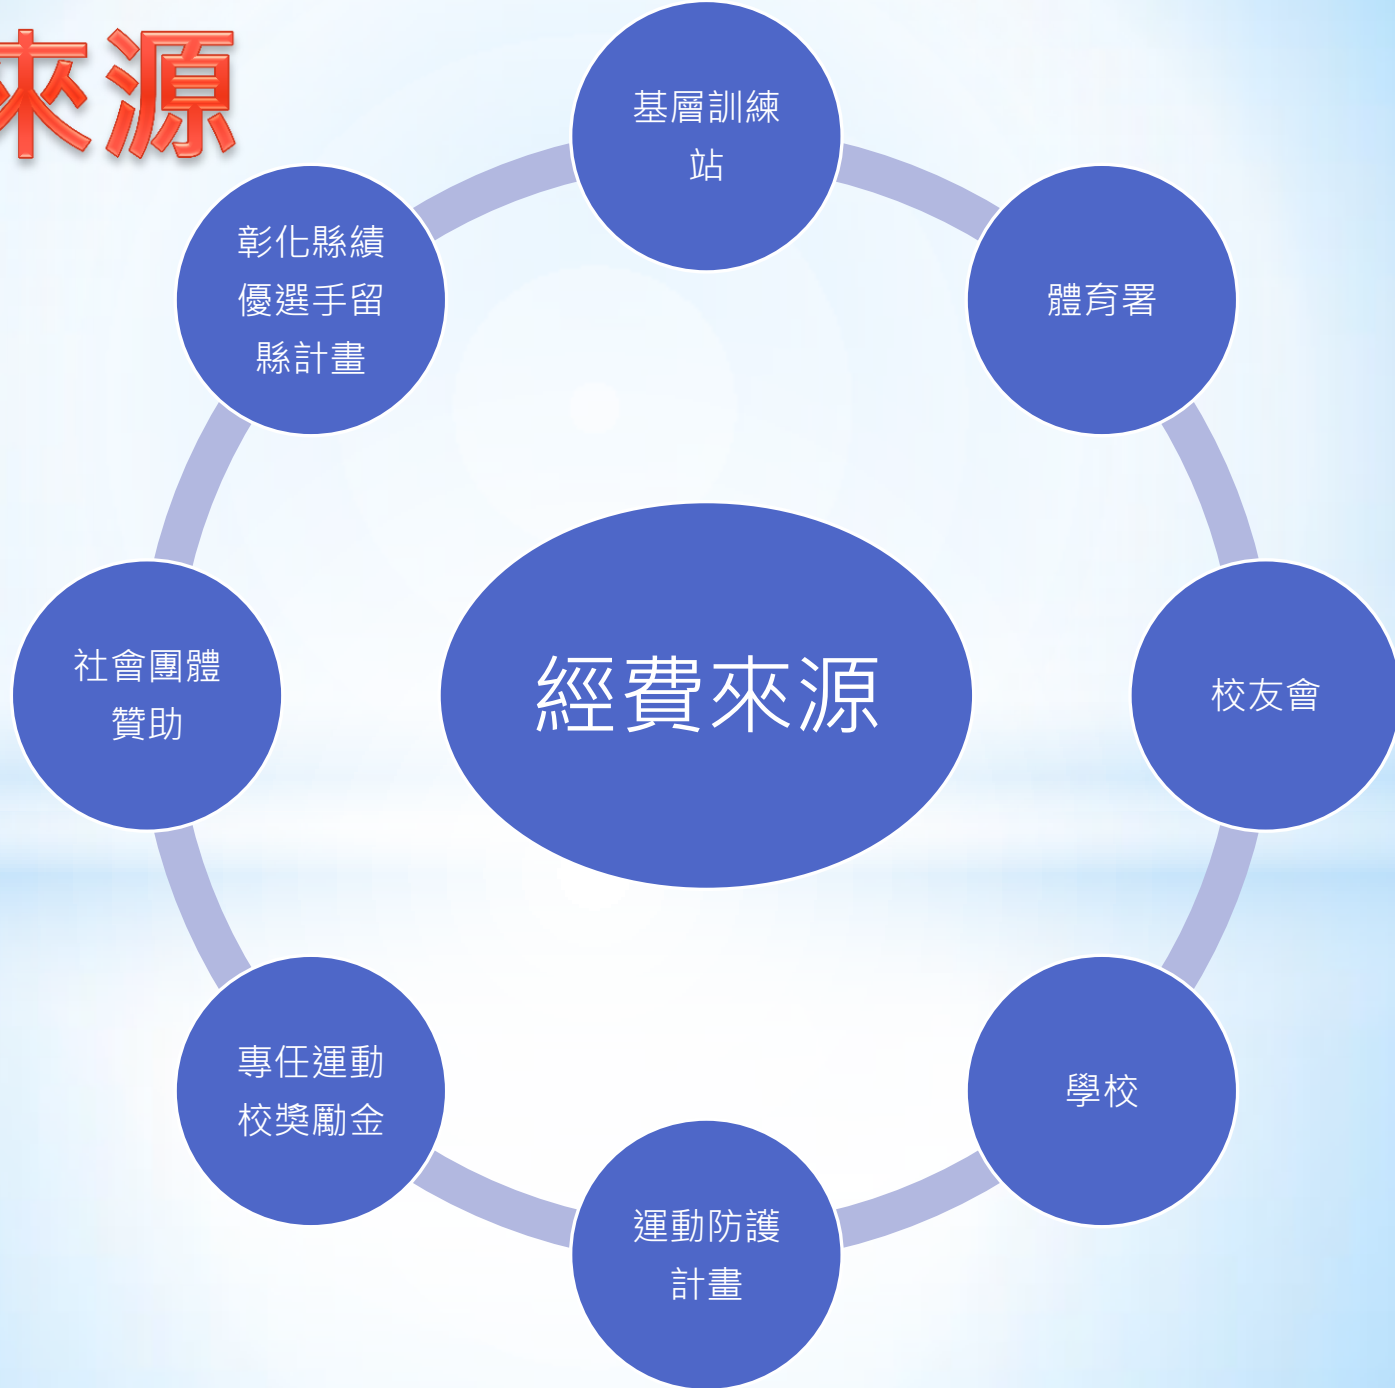 來源
基層訓練
站
體育署
校友會
學校
運動防護
計畫
專任運動
校獎勵金
社會團體
贊助
彰化縣績
優選手留
縣計畫
經費來源